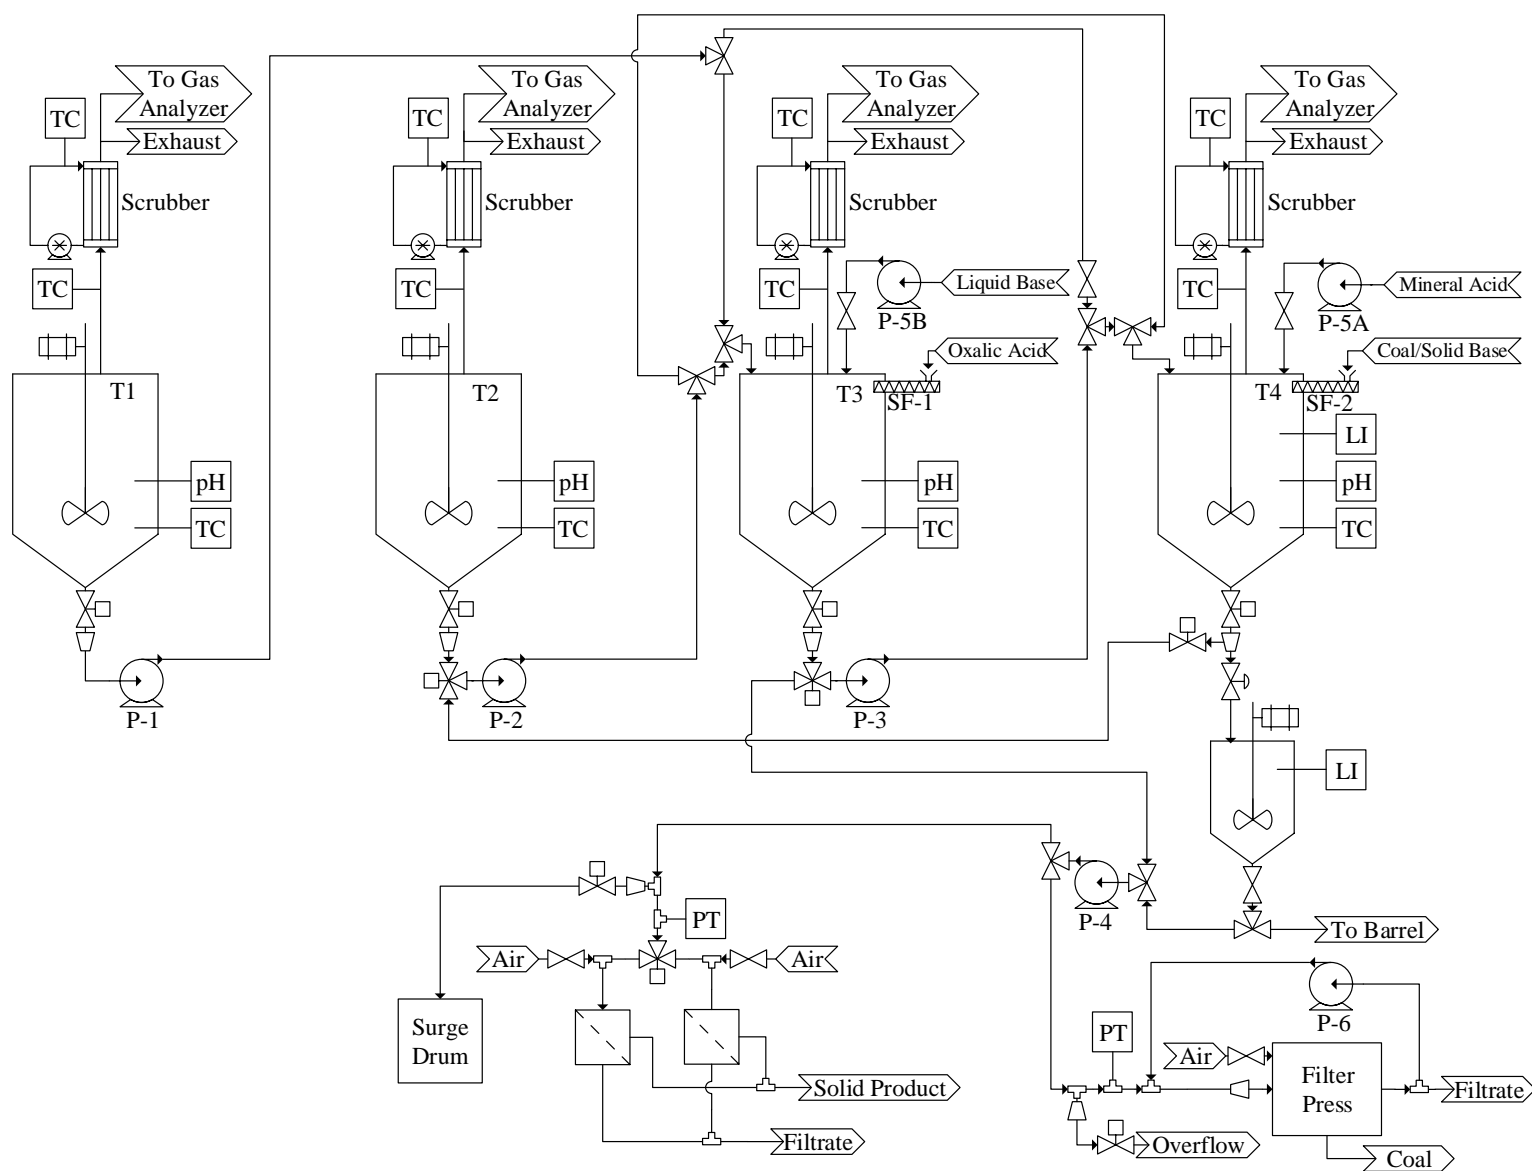 To Gas
Analyzer
To Gas
Analyzer
To Gas
Analyzer
To Gas
Analyzer
TC
TC
TC
TC
Exhaust
Exhaust
Exhaust
Exhaust
Scrubber
Scrubber
Scrubber
Scrubber
TC
TC
TC
Liquid Base
TC
Mineral Acid
P-5B
P-5A
Oxalic Acid
Coal/Solid Base
T1
T2
T3
SF-1
T4
SF-2
LI
pH
pH
pH
pH
TC
TC
TC
TC
P-1
P-2
P-3
LI
PT
P-4
To Barrel
Air
Air
Surge
Drum
P-6
PT
Air
Filter
Press
Solid Product
Filtrate
Filtrate
Overflow
Coal